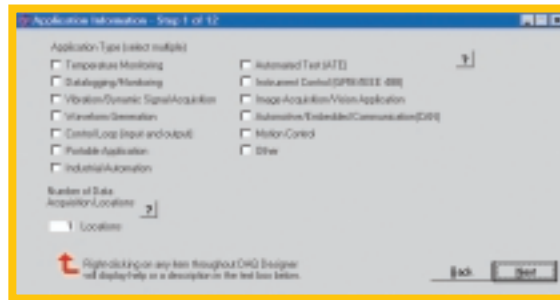 Application Information - Step 1 of 12
Application Type (select multiple)
Temperature Monitoring
Datalogging/Monitoring
Vibration/Dynamic Signal Acquisition
Waveform Generation
Control Loop (input and output)
Portable Application
Industrial Automation
Automated Test (ATE)
Instrument Control (GPIB/IEEE 488)
Image Acquisition/Vision Application
Automotive/Embedded Communication (CAN)
Motion Control
Other
?
Number of Data
Acquisition Locations
?
1 Locations
Right-clicking on any item throughout DAQ Designer
will display help or a description in the text box below.
Back
Next